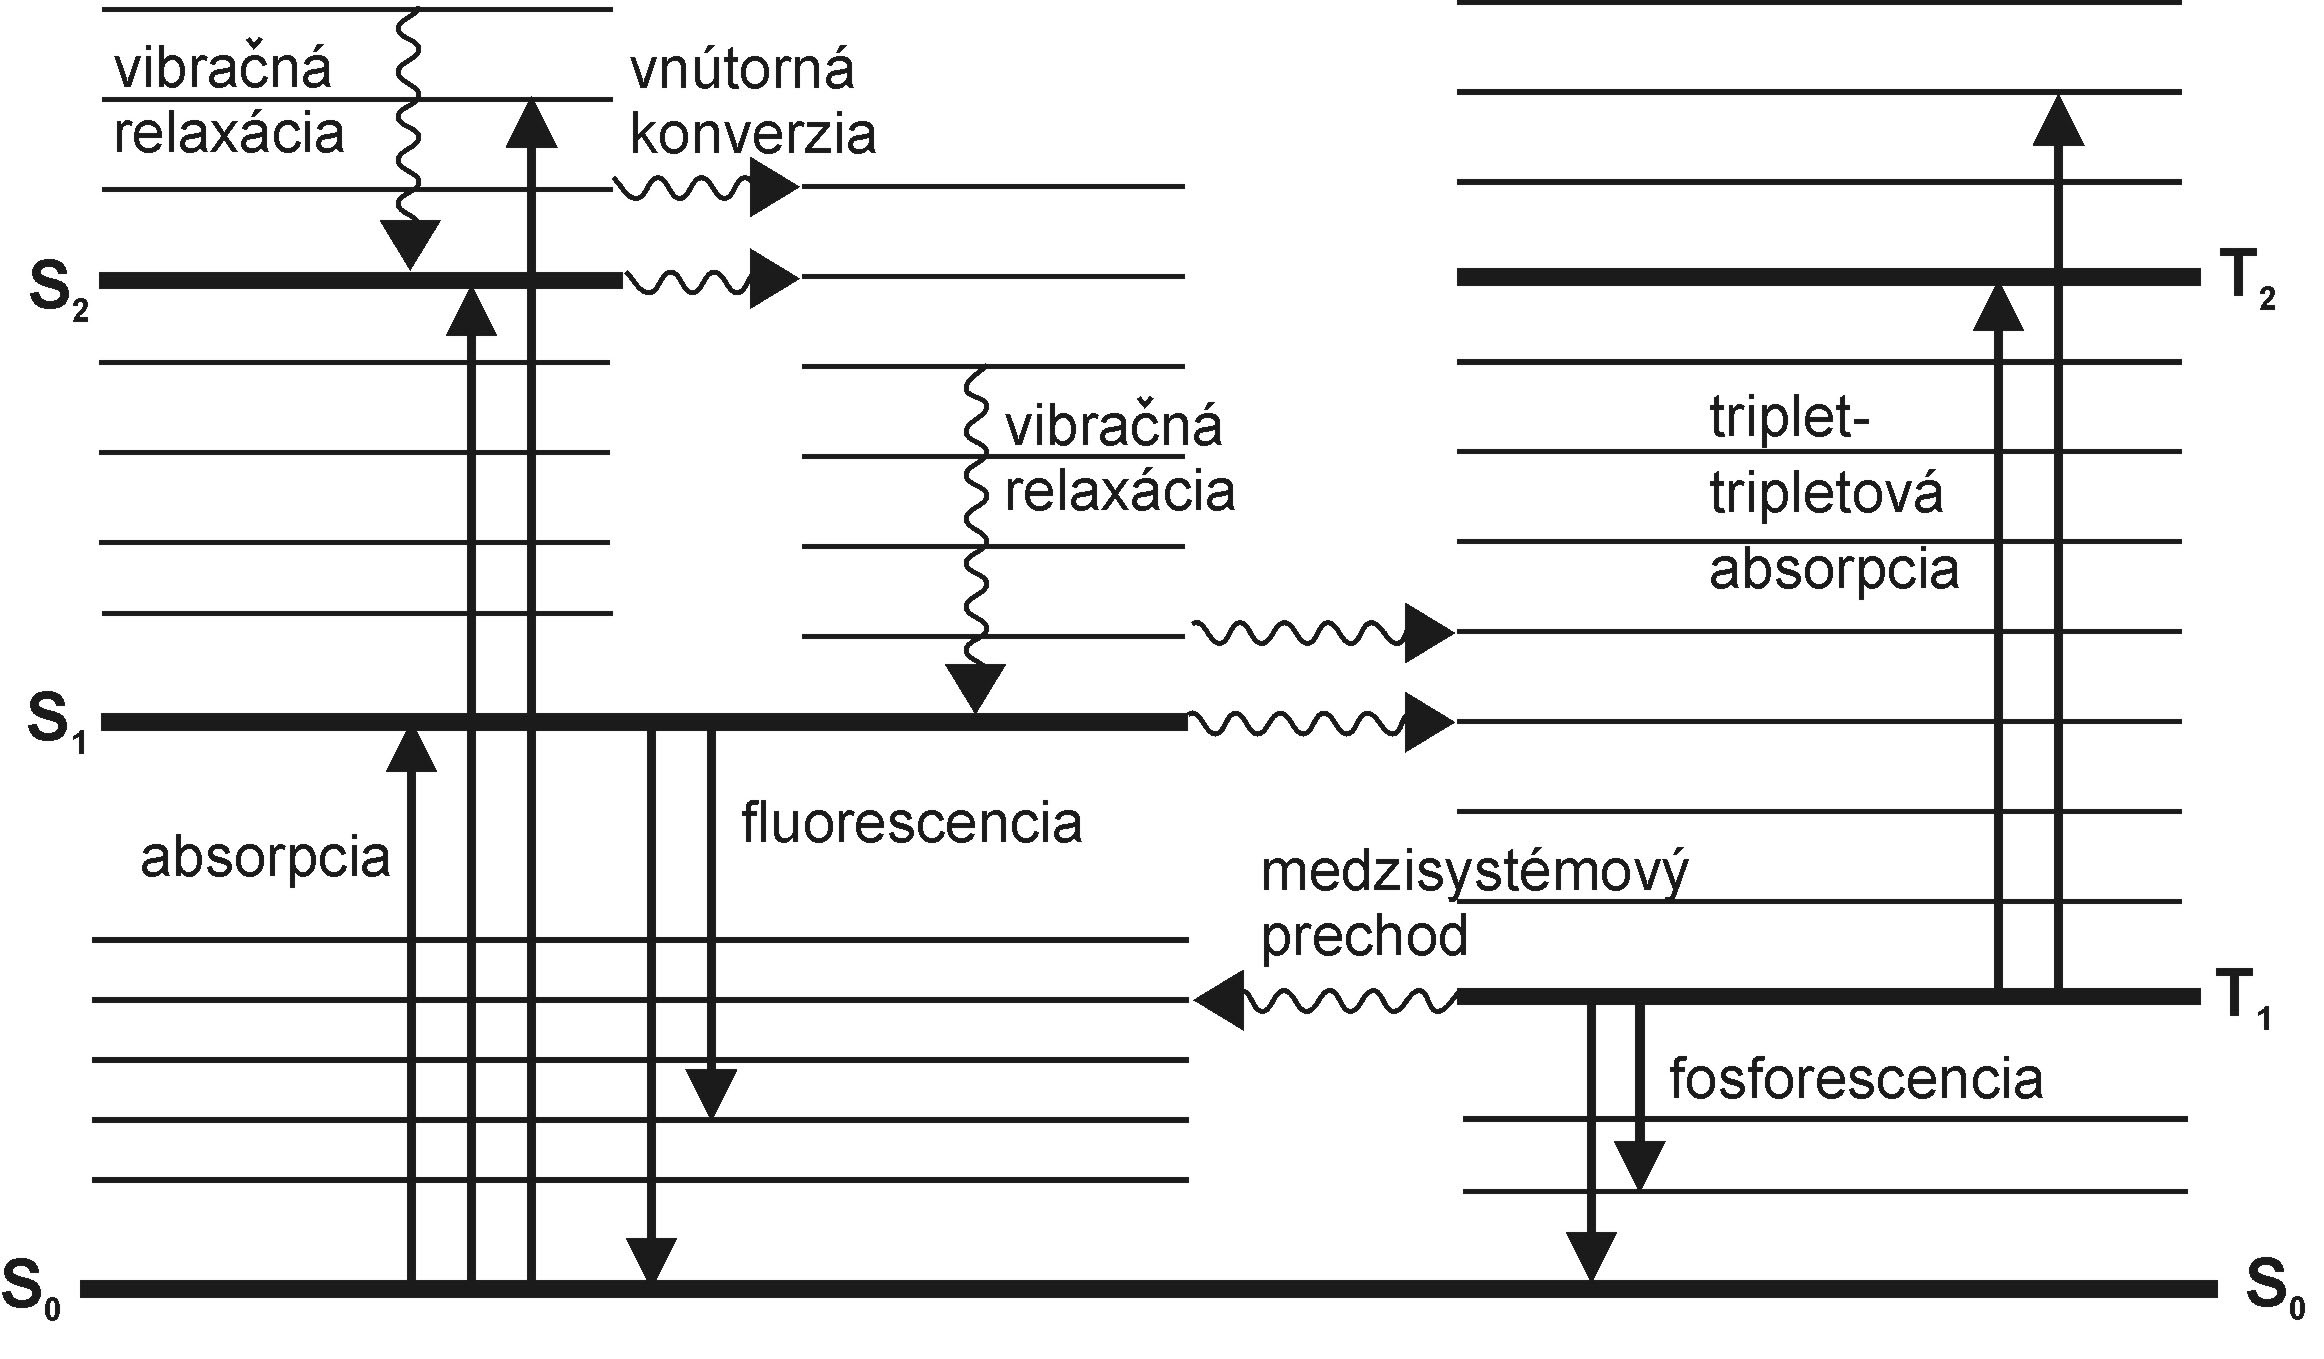 vibračná
relaxácia
vnútorná
konverzia
S2
T2
vibračná
relaxácia
triplet-
tripletová
absorpcia
S1
absorpcia
fluorescencia
medzisystémový
prechod
T1
fosforescencia
S0
S0